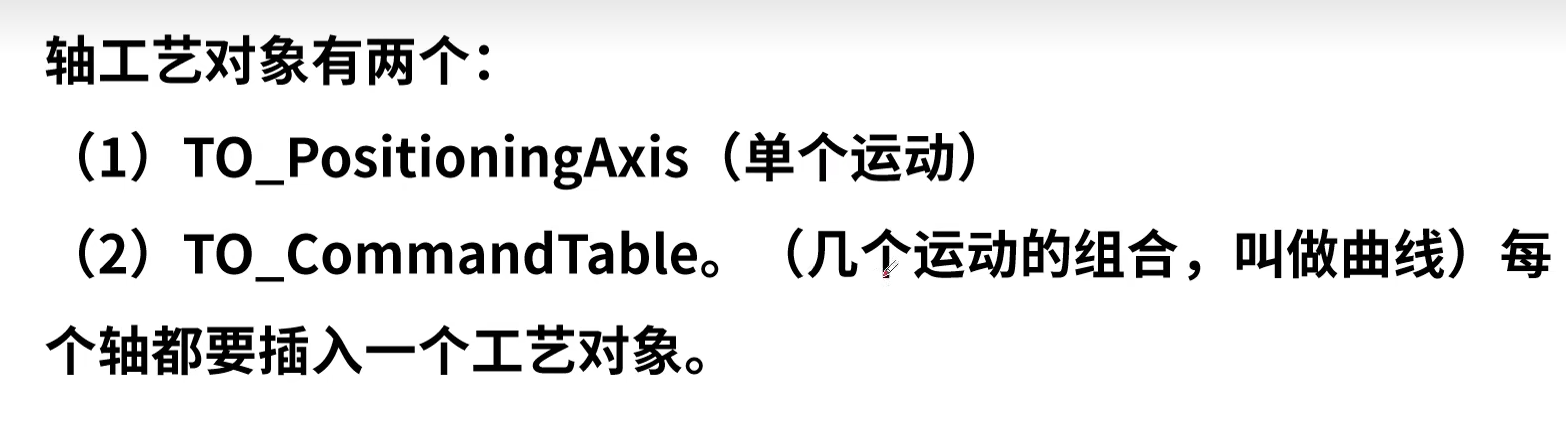 轴工艺对象有两个：
（1）TO_PositioningAxis（单个运动）
（2）TO_CommandTable。（几个运动的组合，叫做曲线）每
个轴都要插入一个工艺对象。